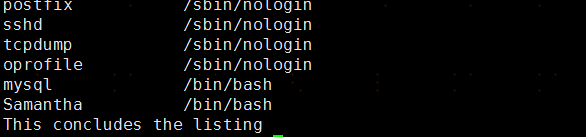 postfix /sbin/nologin
sshd /sbin/nologin
tcpdump /sbin/nologin
oprofile /sbin/nologin
mysql /bin/bash
Samantha /bin/bash
This concludes the listing